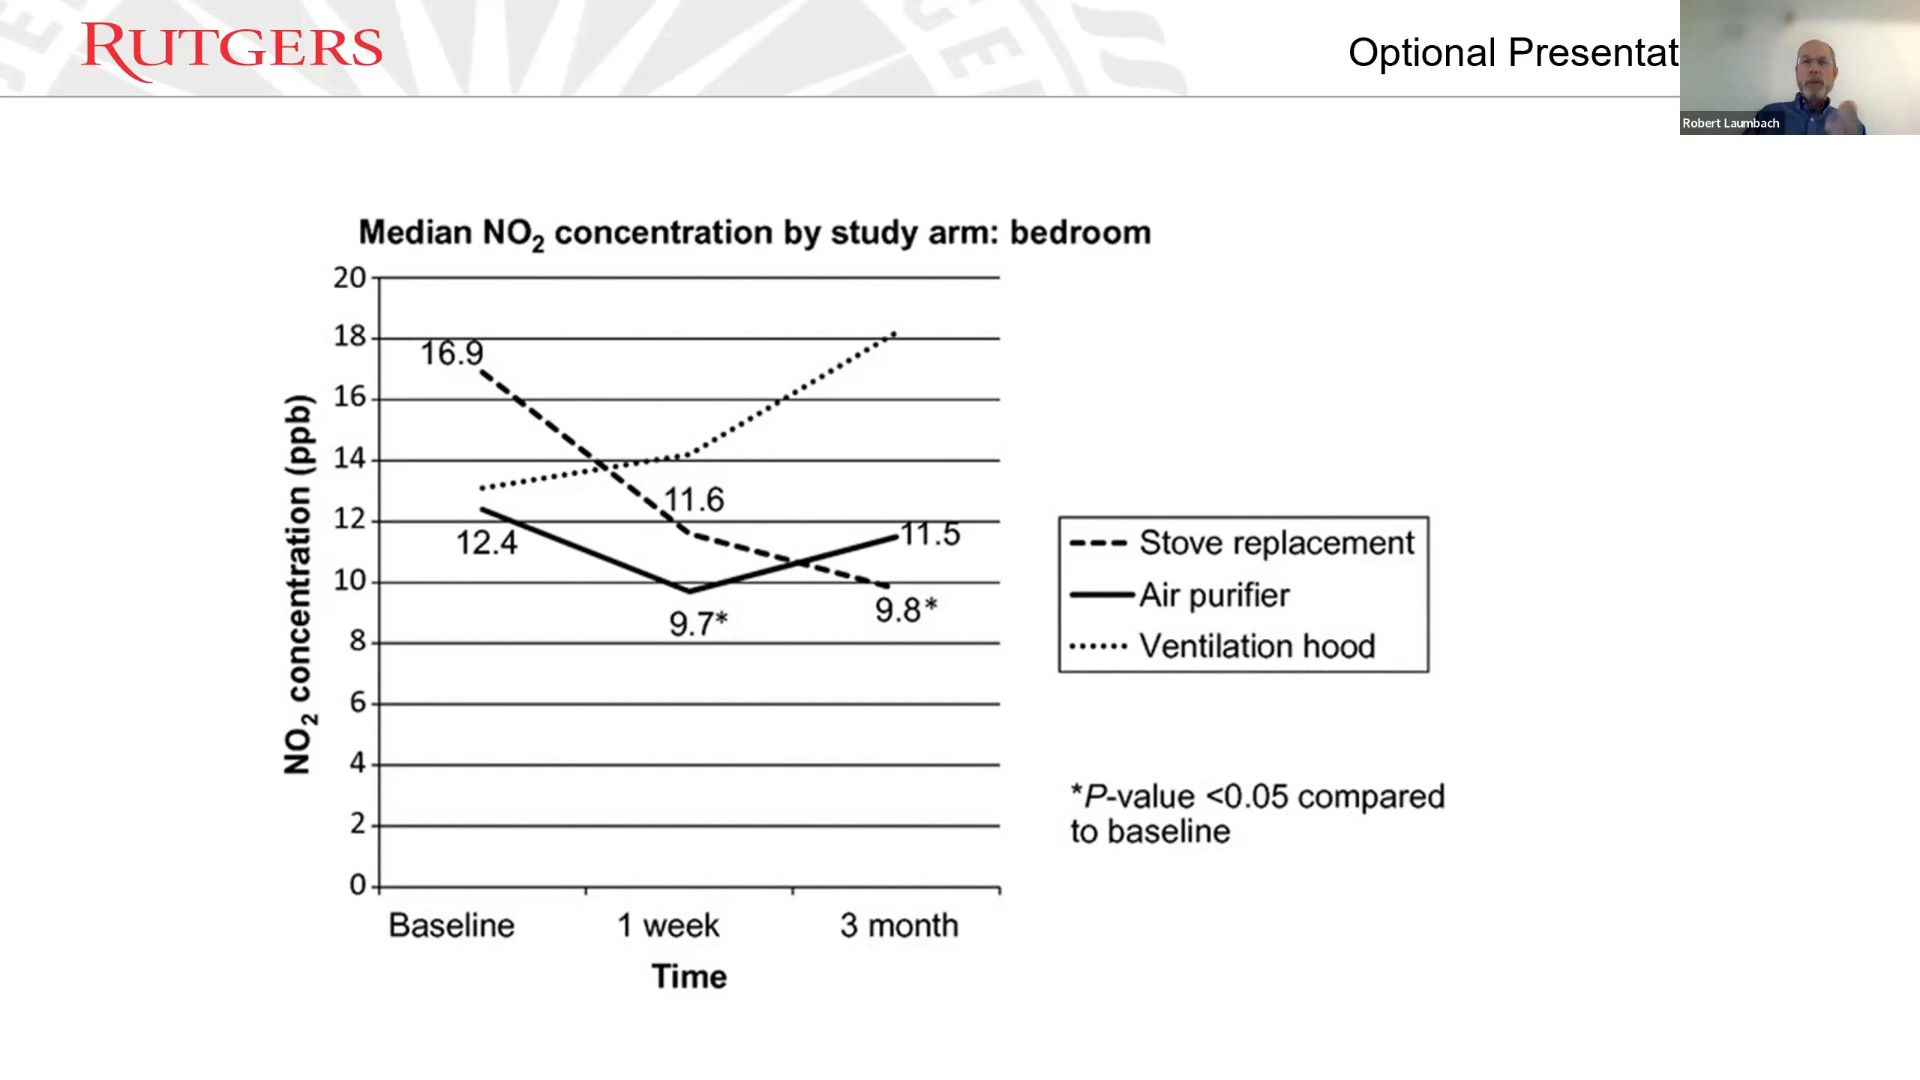 RUTGERS
Optional Presentat
Robert Laumbach
Median NO₂ concentration by study arm: bedroom
20
18
16
14
12
10
8
6
4
2
0
NO₂ concentration (ppb)
16.9
12.4
11.6
9.7*
11.5
9.8*
Baseline
1 week
3 month
Time
Stove replacement
Air purifier
Ventilation hood
*P-value <0.05 compared
to baseline